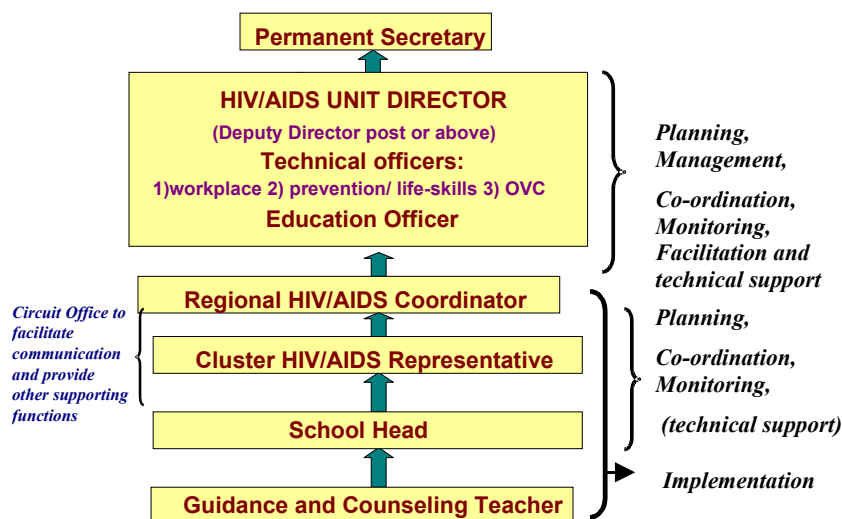 Permanent Secretary
HIV/AIDS UNIT DIRECTOR
(Deputy Director post or above)
Technical officers:
1)workplace 2) prevention/ life-skills 3) OVC
Education Officer
Planning,
Management,
Co-ordination,
Monitoring,
Facilitation and
technical support
Regional HIV/AIDS Coordinator
Cluster HIV/AIDS Representative
School Head
Guidance and Counseling Teacher
Circuit Office to
facilitate
communication
and provide
other supporting
functions
Planning,
Co-ordination,
Monitoring,
(technical support)
Implementation